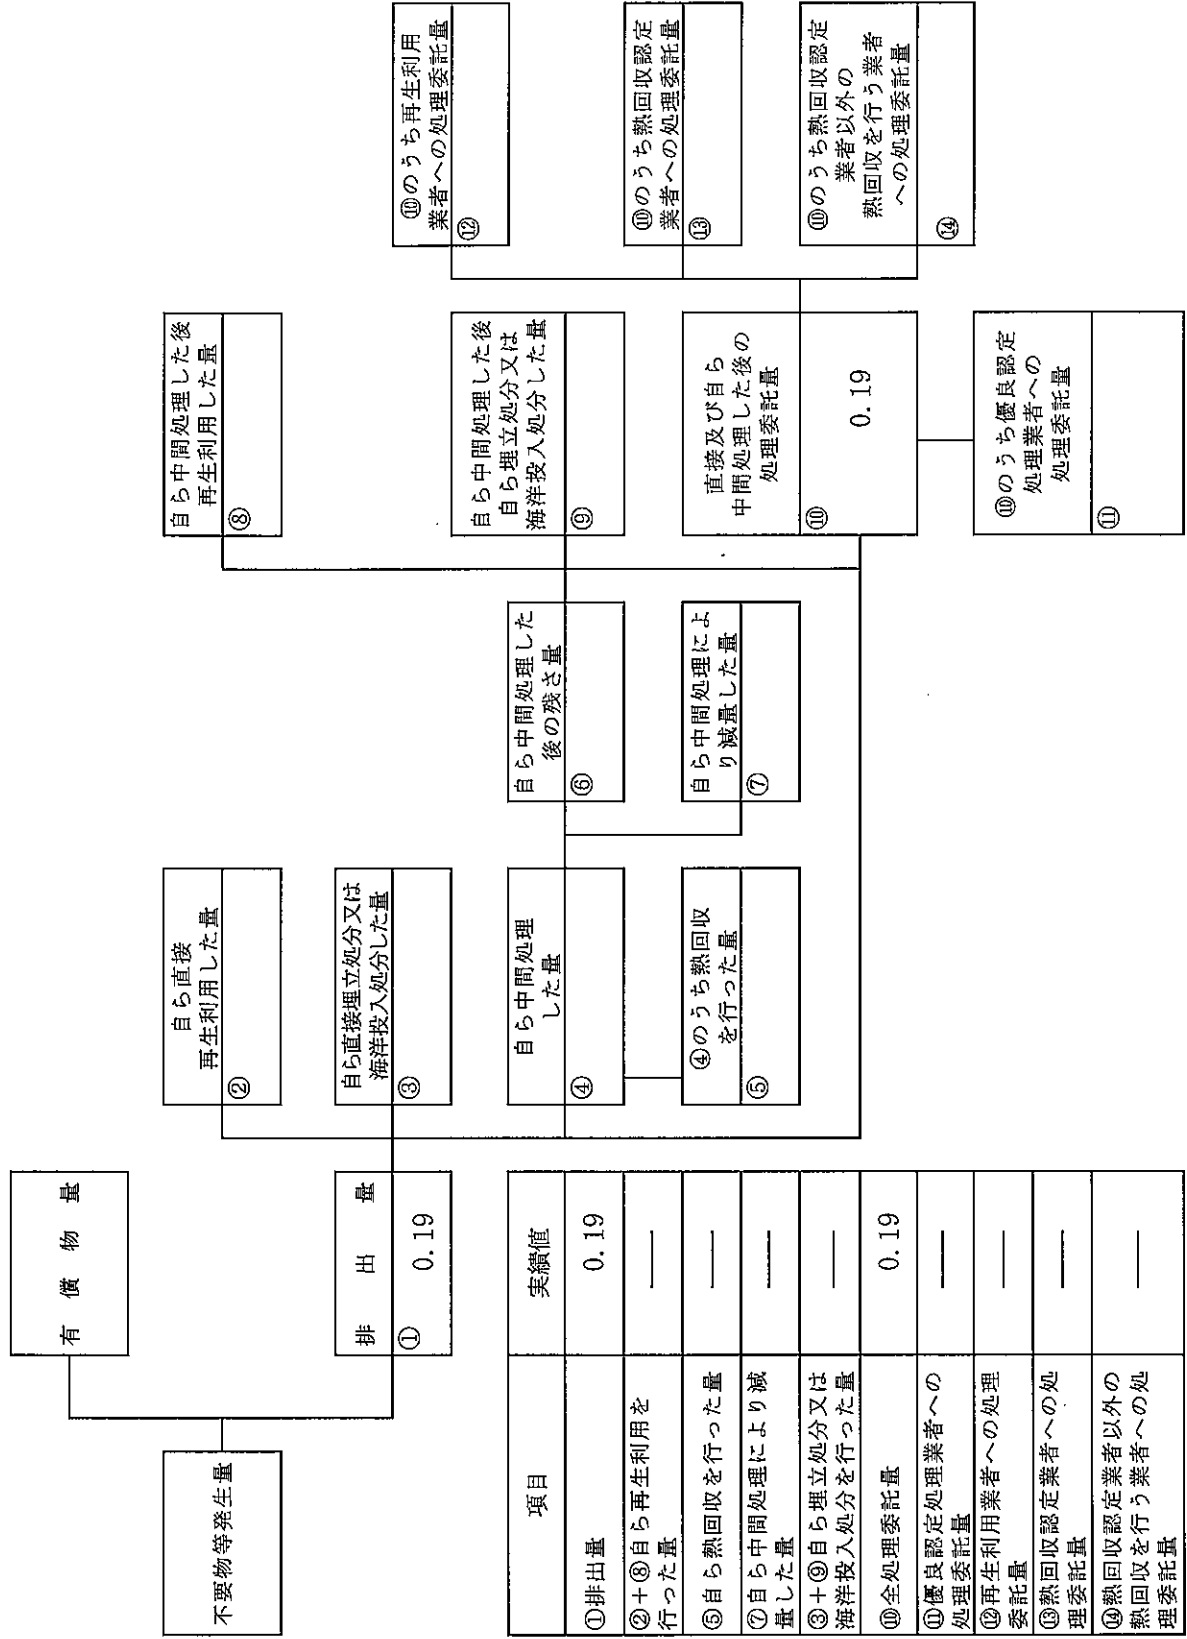 不要物等発生量
有償物量
排出量
①
0.19
自ら直接
再生利用した量
②
自ら直接埋立処分又は
海洋投入処分した量
③
自ら中間処理
した量
④
④のうち熱回収
を行った量
⑤
自ら中間処理した
後の残さ量
⑥
自ら中間処理によ
り減量した量
⑦
自ら中間処理した後
再生利用した量
⑧
自ら中間処理した後
自ら埋立処分又は
海洋投入処分した量
⑨
直接及び自ら
中間処理した後の
処理委託量
⑩
0.19
⑩のうち優良認定
処理業者への
処理委託量
⑪
⑩のうち再生利用
業者への処理委託量
⑫
⑩のうち熱回収認定
業者への処理委託量
⑬
⑩のうち熱回収認定
業者以外の
熱回収を行う業者
への処理委託量
⑭
項目
実績値
①排出量
0.19
②+⑧自ら再生利用を
行った量
―
⑤自ら熱回収を行った量
―
⑦自ら中間処理により減
量した量
―
③+⑨自ら埋立処分又は
海洋投入処分を行った量
―
⑩全処理委託量
0.19
⑪優良認定処理業者への
処理委託量
―
⑫再生利用業者への処理
委託量
―
⑬熱回収認定業者への処
理委託量
―
⑭熱回収認定業者以外の
熱回収を行う業者への処
理委託量
―